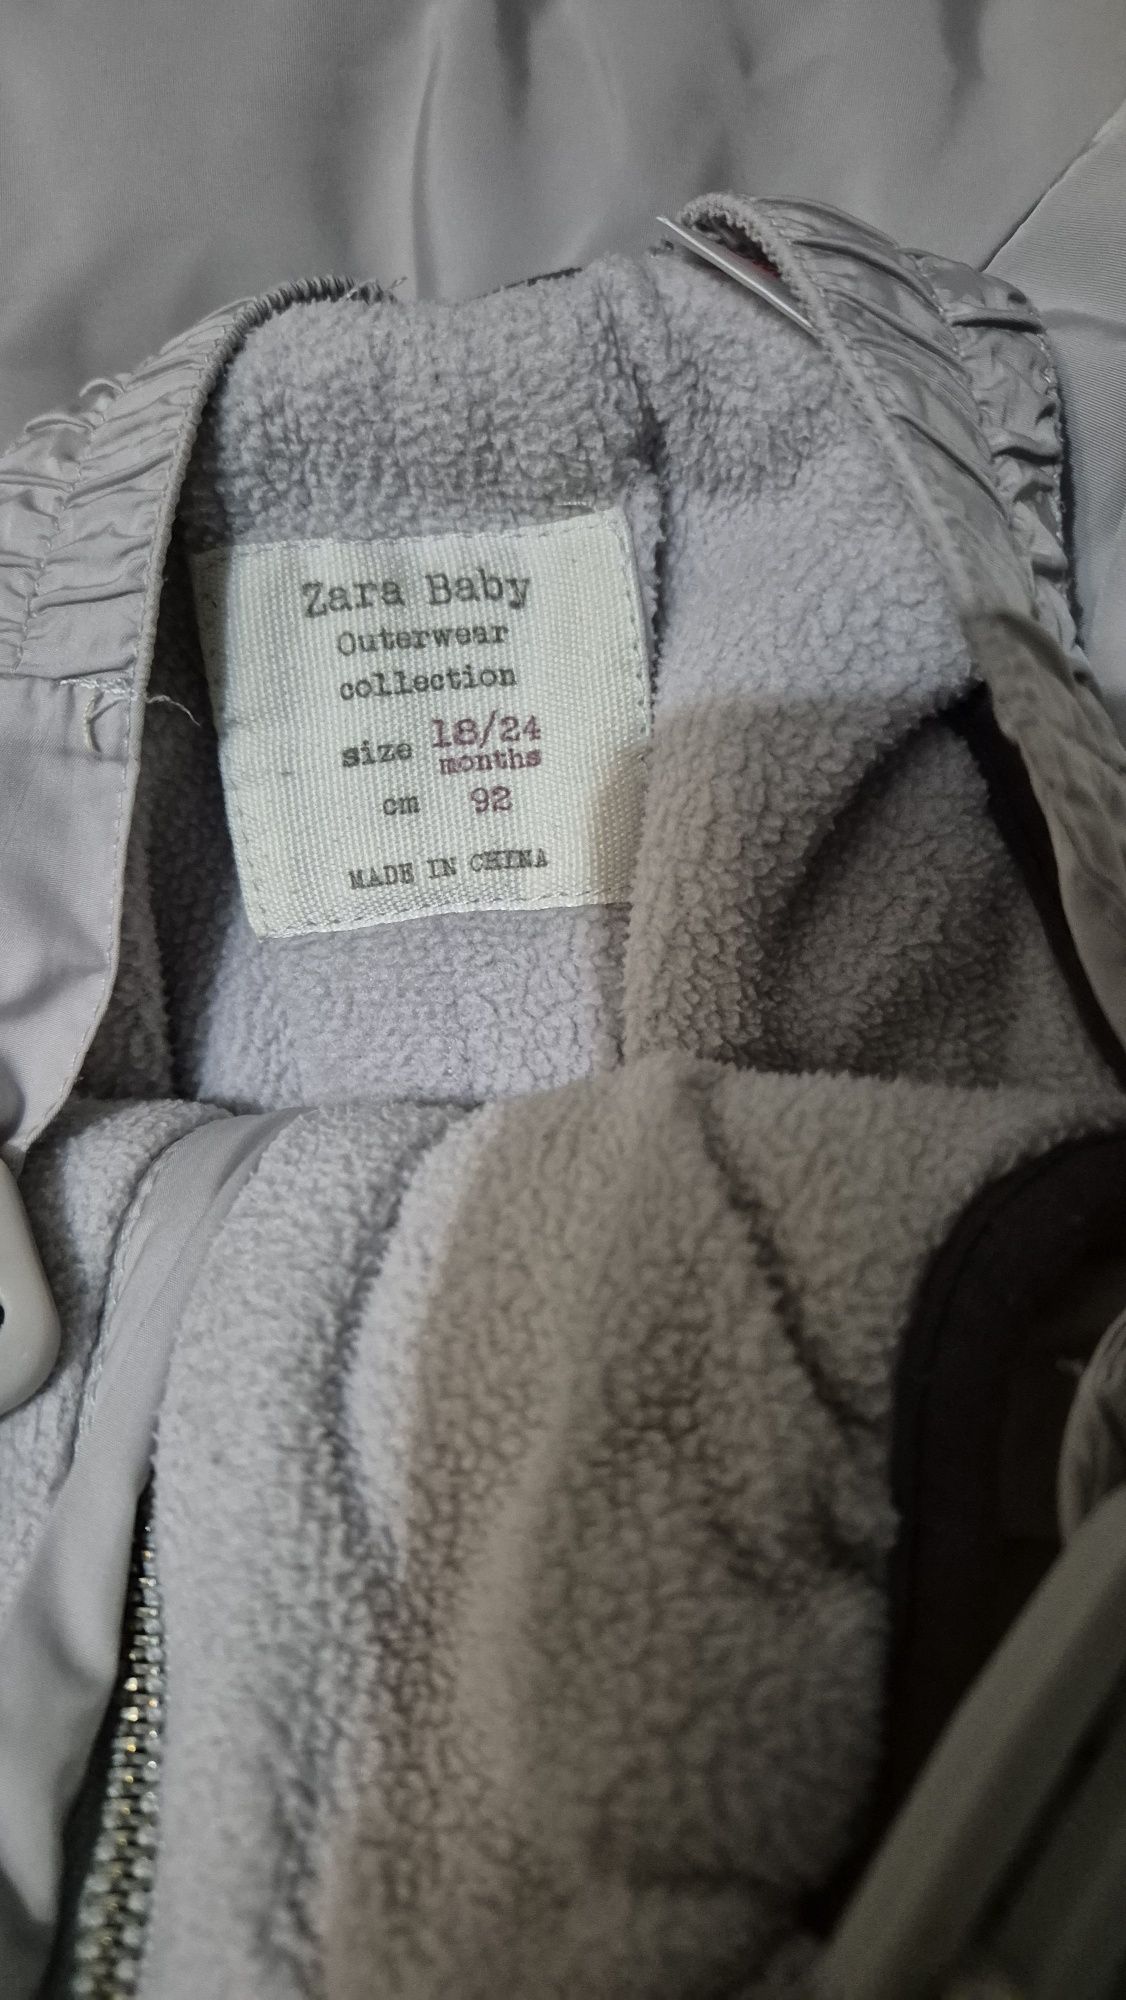 Zara Baby
Outerwear
collection
size 18/24
months
cm 92
MADE IN CHINA